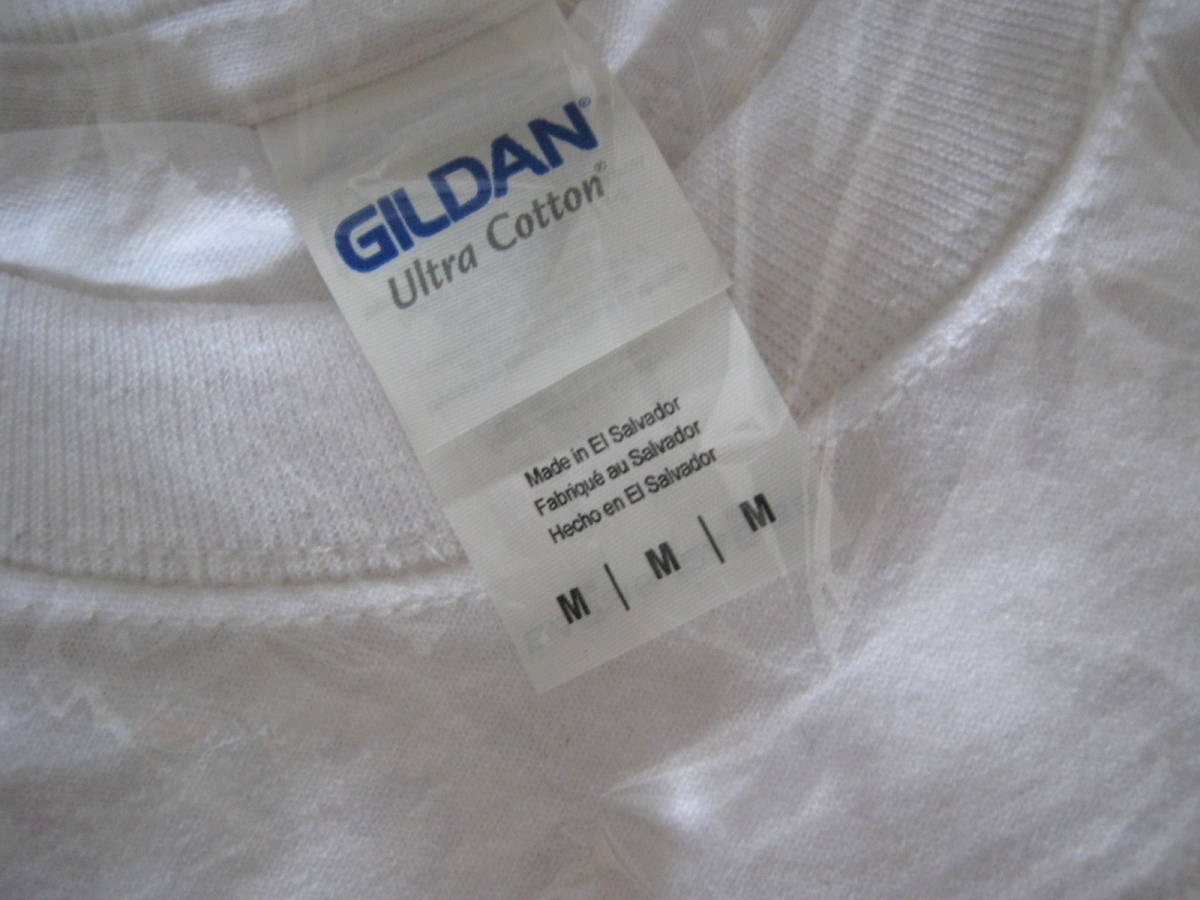 GILDAN®
Ultra Cotton®
Made in El Salvador
Fabriqué au Salvador
Hecho en El Salvador
M | M | M